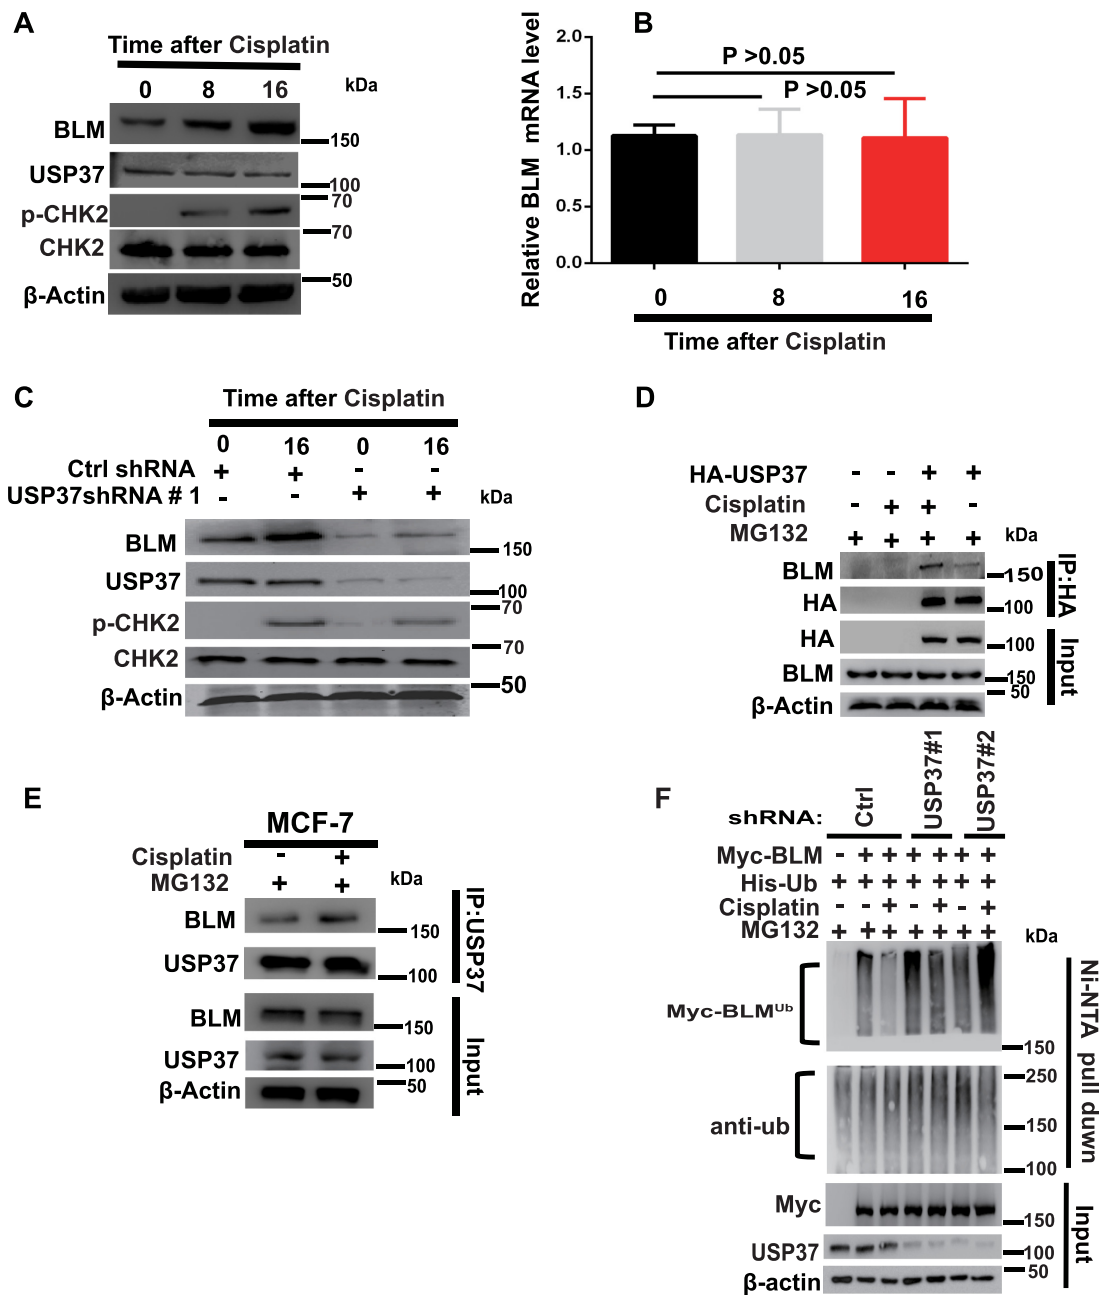 A
Time after Cisplatin
0 8 16 kDa
BLM
150
USP37
100
p-CHK2
70
CHK2
70
β-Actin
50
B
Relative BLM mRNA level
2.0
1.5
1.0
0.5
0.0
P >0.05
P >0.05
0 8 16
Time after Cisplatin
C
Time after Cisplatin
0 16 0 16
Ctrl shRNA + + - -
USP37shRNA # 1 - - + +
kDa
BLM
150
USP37
100
p-CHK2
70
CHK2
70
β-Actin
50
D
HA-USP37 - - + +
Cisplatin - + + -
MG132 + + + +
kDa
BLM
150
HA
100
IP:HA
HA
100
BLM
150
β-Actin
50
Input
E
MCF-7
Cisplatin - +
MG132 + +
kDa
BLM
150
USP37
100
IP:USP37
BLM
150
USP37
100
β-Actin
50
Input
F
shRNA: Ctrl USP37#1 USP37#2
Myc-BLM - + + + + + +
His-Ub + + + + + + +
Cisplatin - - + - + - +
MG132 + + + + + + +
kDa
Myc-BLMUb
150
anti-ub
250
150
100
Ni-NTA pull duwn
Myc
150
USP37
100
β-actin
50
Input